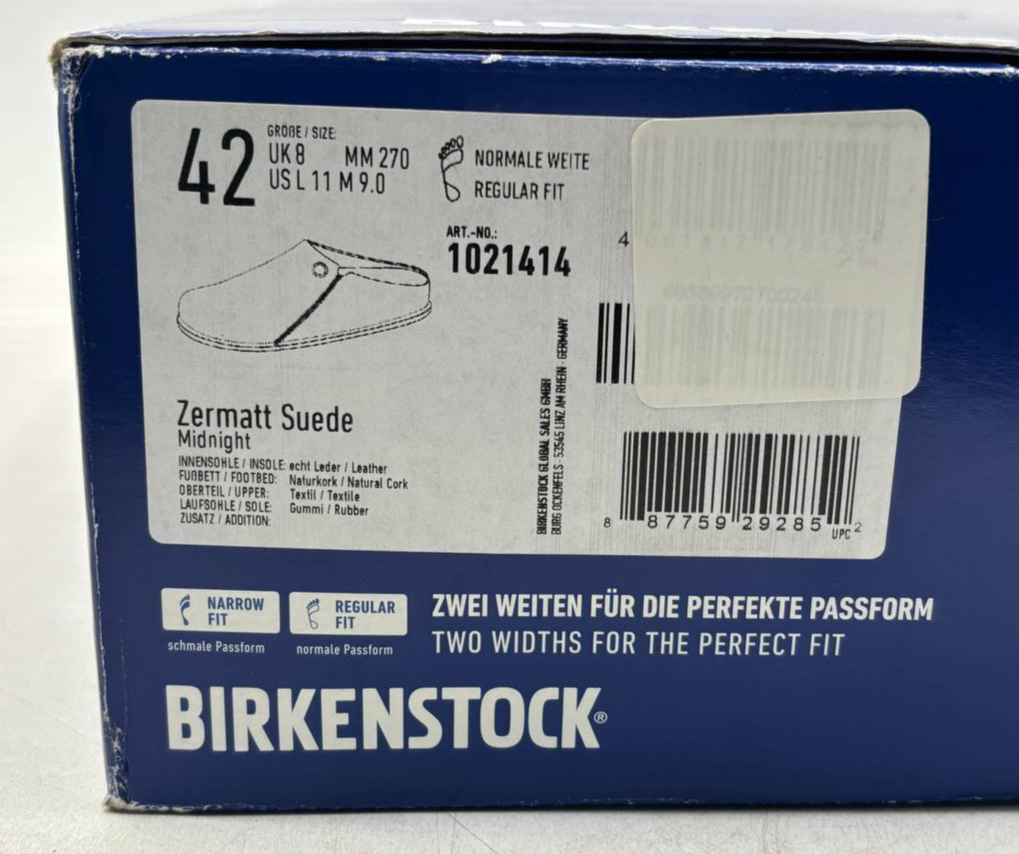 42
GRÖẞE / SIZE:
UK 8 MM 270
US L 11 M 9.0
NORMALE WEITE
REGULAR FIT
ART.-NO.:
1021414
4
Zermatt Suede
Midnight
INNENSOHLE / INSOLE: echt Leder / Leather
FUẞBETT / FOOTBED: Naturkork / Natural Cork
OBERTEIL / UPPER: Textil / Textile
LAUFSOHLE / SOLE: Gummi / Rubber
ZUSATZ / ADDITION:
BIRKENSTOCK GLOBAL SALES GMBH
BURG OCKENFELS - 53545 LINZ AM RHEIN - GERMANY
8 87759 29285 2
UPC
NARROW FIT
schmale Passform
REGULAR FIT
normale Passform
ZWEI WEITEN FÜR DIE PERFEKTE PASSFORM
TWO WIDTHS FOR THE PERFECT FIT
BIRKENSTOCK®